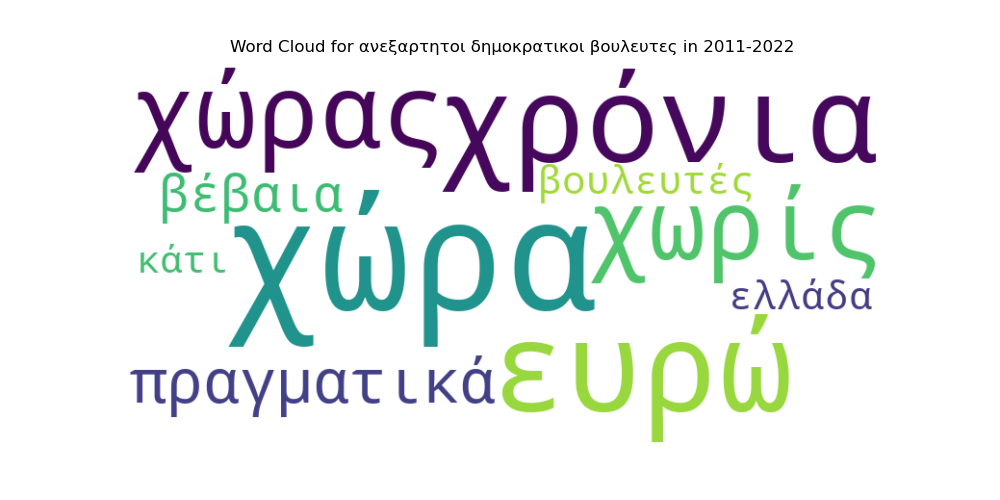 Word Cloud for ανεξαρτητοι δημοκρατικοι βουλευτες in 2011-2022
χώρας χρόνια
βέβαια βουλευτές
χώρα χωρίς
κάτι
ελλάδα
πραγματικά ευρώ